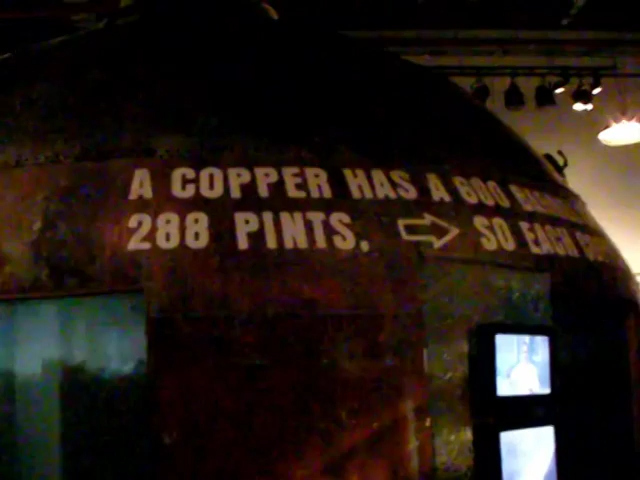 A COPPER HAS A 600
288 PINTS, ⇨ SO EACH